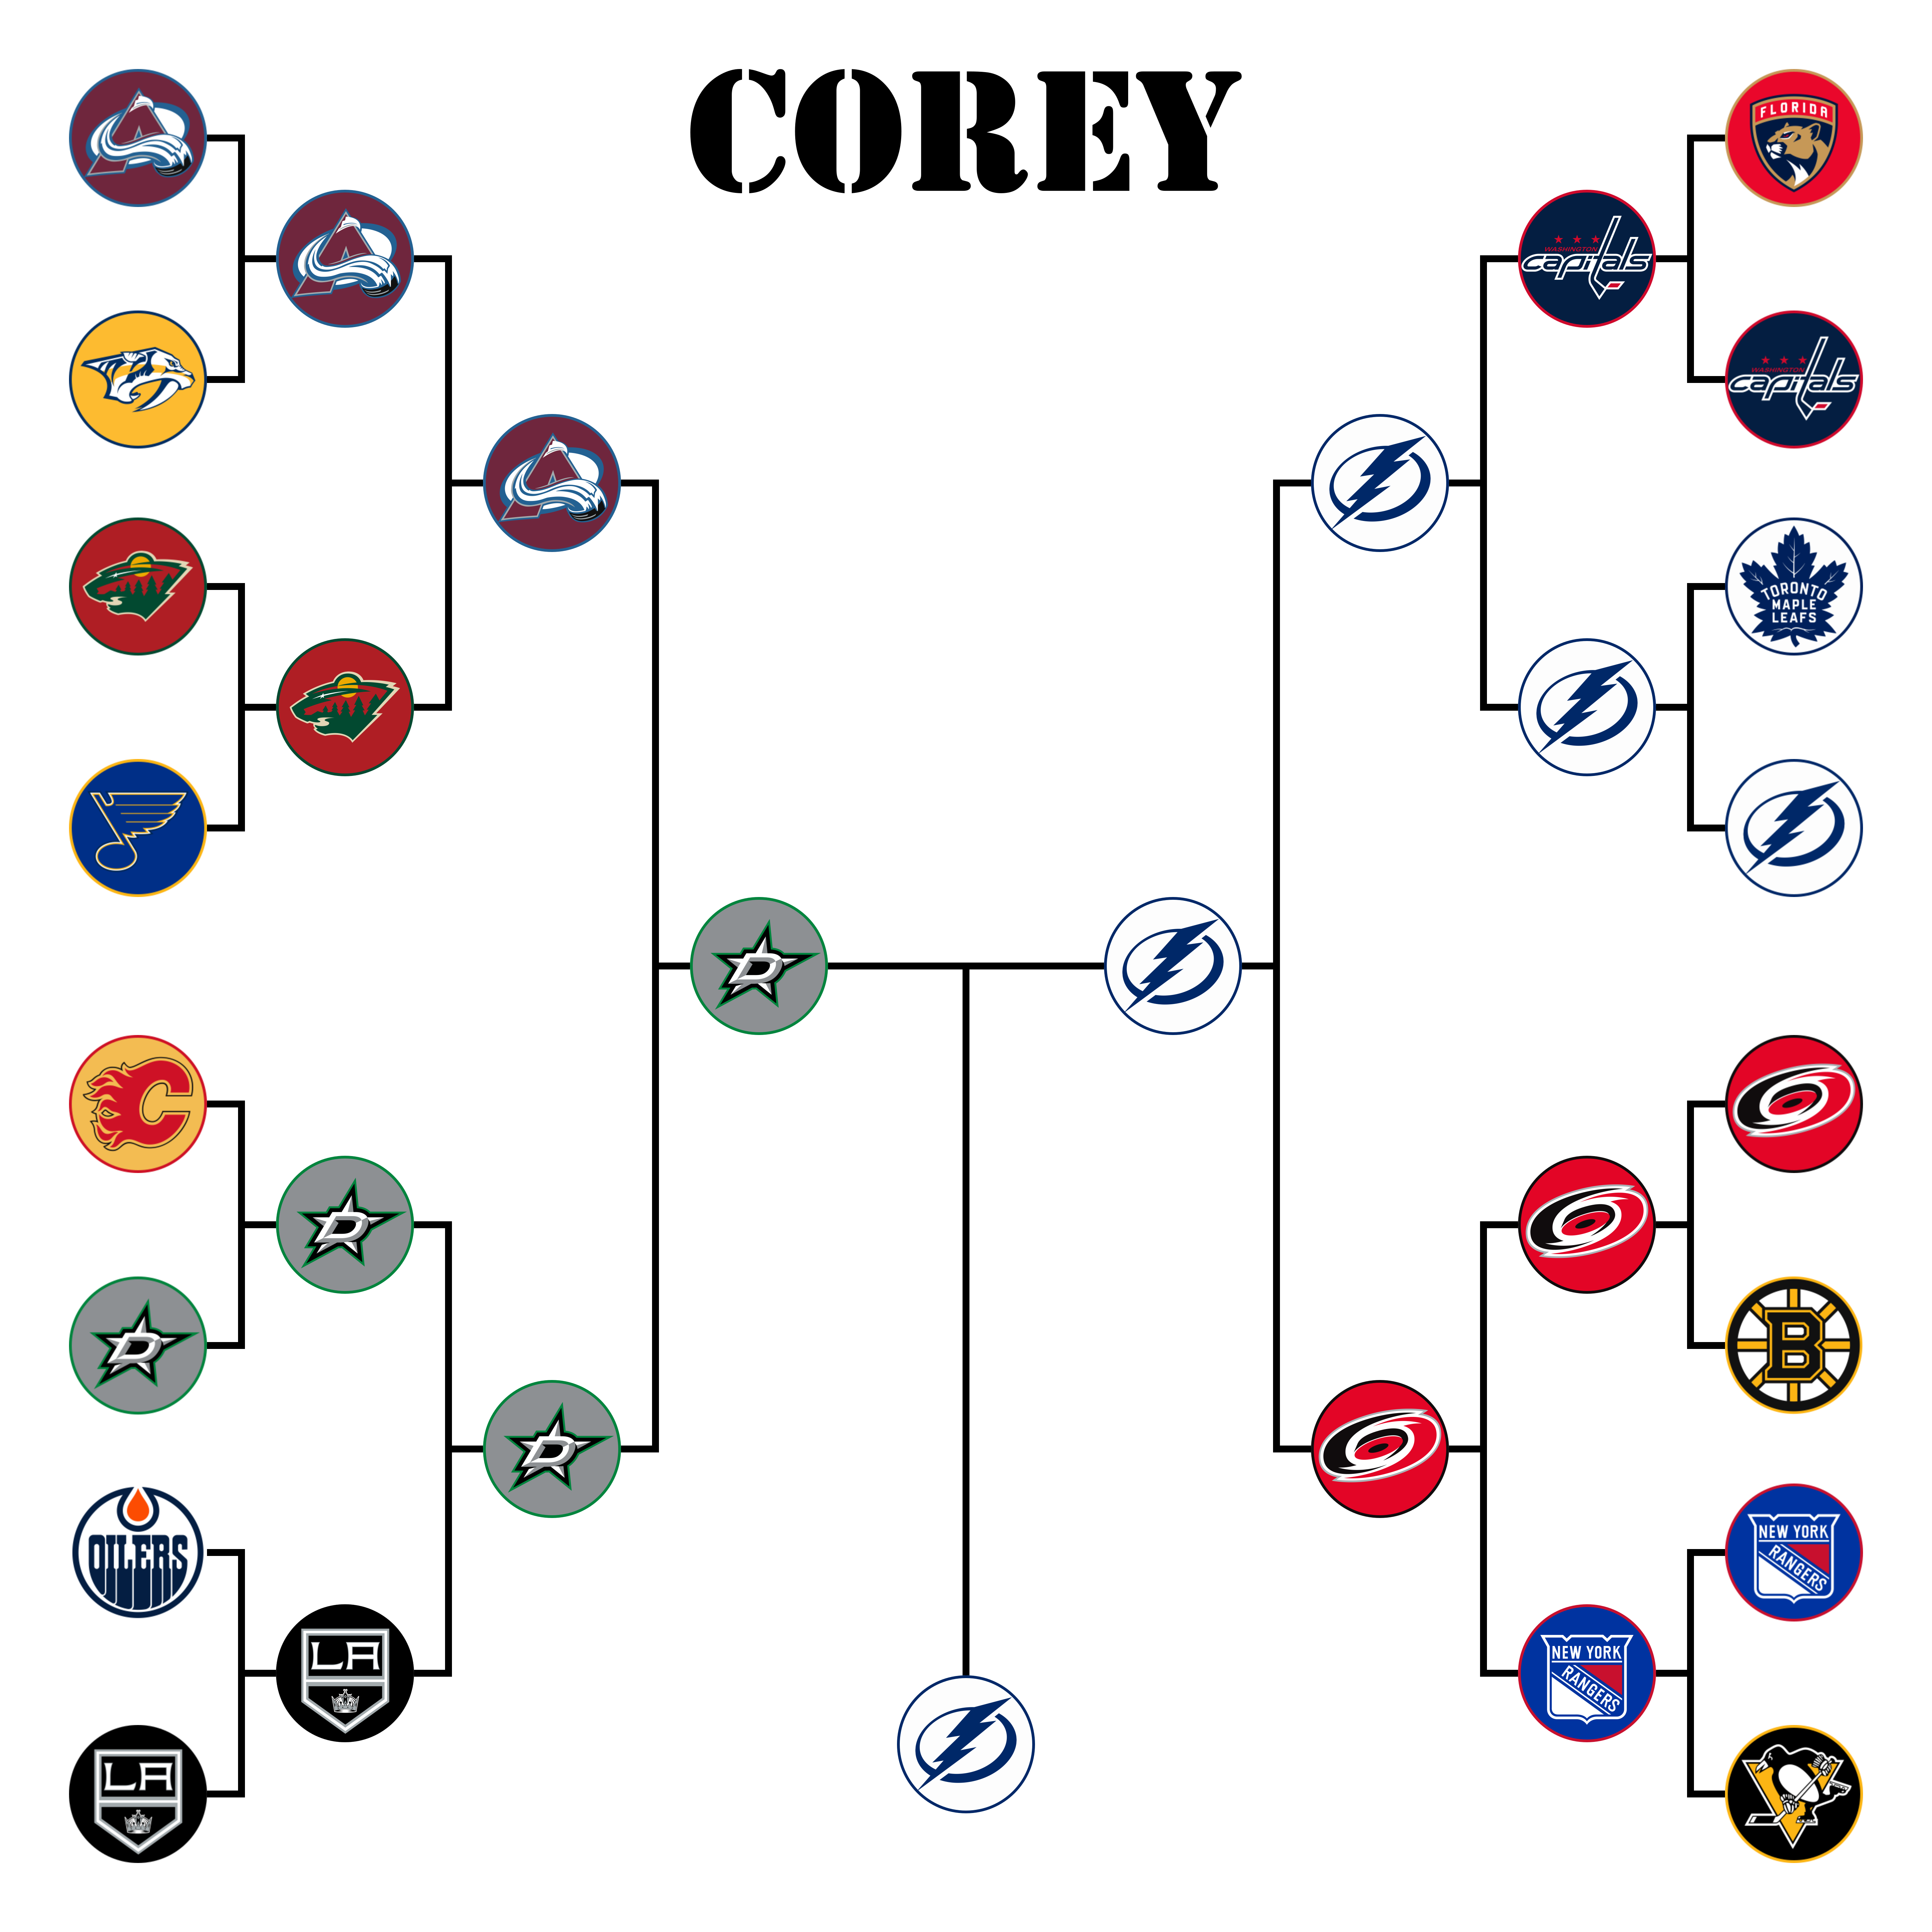 COREY
FLORIDA
WASHINGTON
capitals
WASHINGTON
capitals
TORONTO
MAPLE
LEAFS
C
D
D
D
D
B
OILERS
NEW YORK
RANGERS
LA
NEW YORK
RANGERS
LA
A
A
A